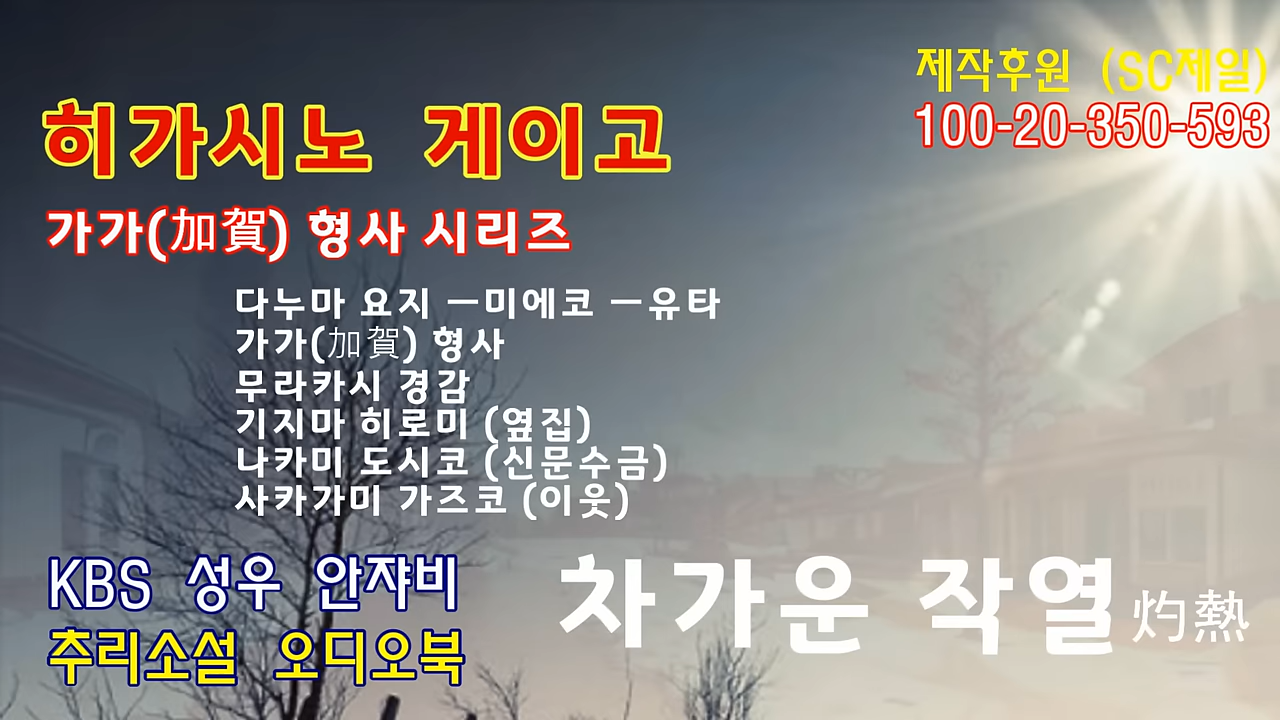 제작후원 (SC제일)
100-20-350-593
히가시노 게이고
가가(加賀) 형사 시리즈
다누마 요지 ㅡ미에코 ㅡ유타
가가(加賀) 형사
무라카시 경감
기지마 히로미 (옆집)
나카미 도시코 (신문수금)
사카가미 가즈코 (이웃)
KBS 성우 안쟈비
추리소설 오디오북
차가운 작열灼熱